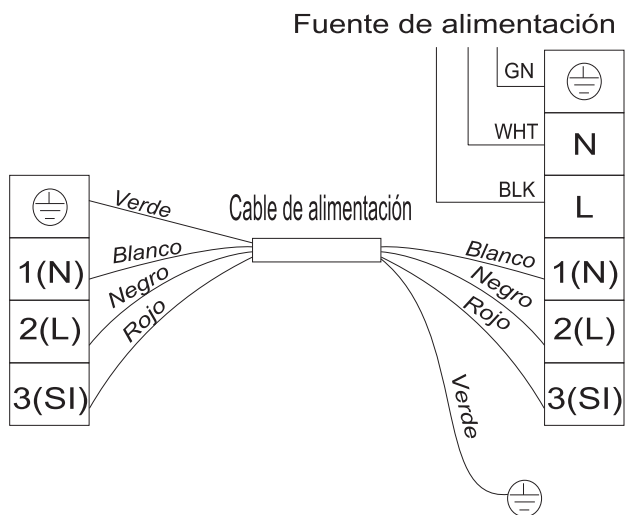 Fuente de alimentación
GN
WHT
N
BLK
L
Cable de alimentación
Verde
1(N)
Blanco
2(L)
Negro
3(SI)
Rojo
Blanco
1(N)
Negro
2(L)
Rojo
3(SI)
Verde